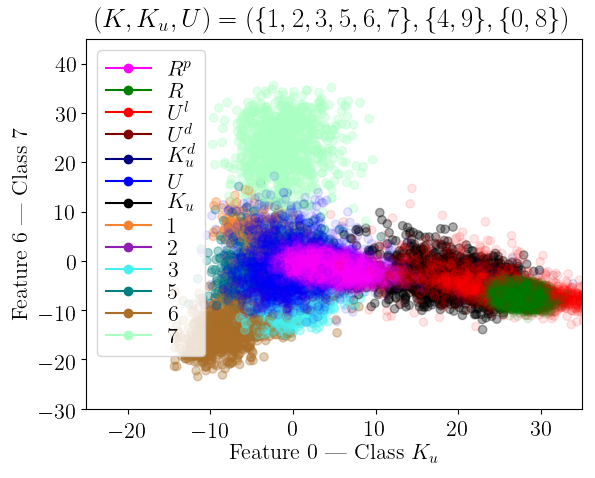 (K, K_u, U) = ({1, 2, 3, 5, 6, 7}, {4, 9}, {0, 8})
40
30
20
10
0
−10
−20
−30
Feature 6 — Class 7
R^p
R
U^l
U^d
K_u^d
U
K_u
1
2
3
5
6
7
−20 −10 0 10 20 30
Feature 0 — Class K_u